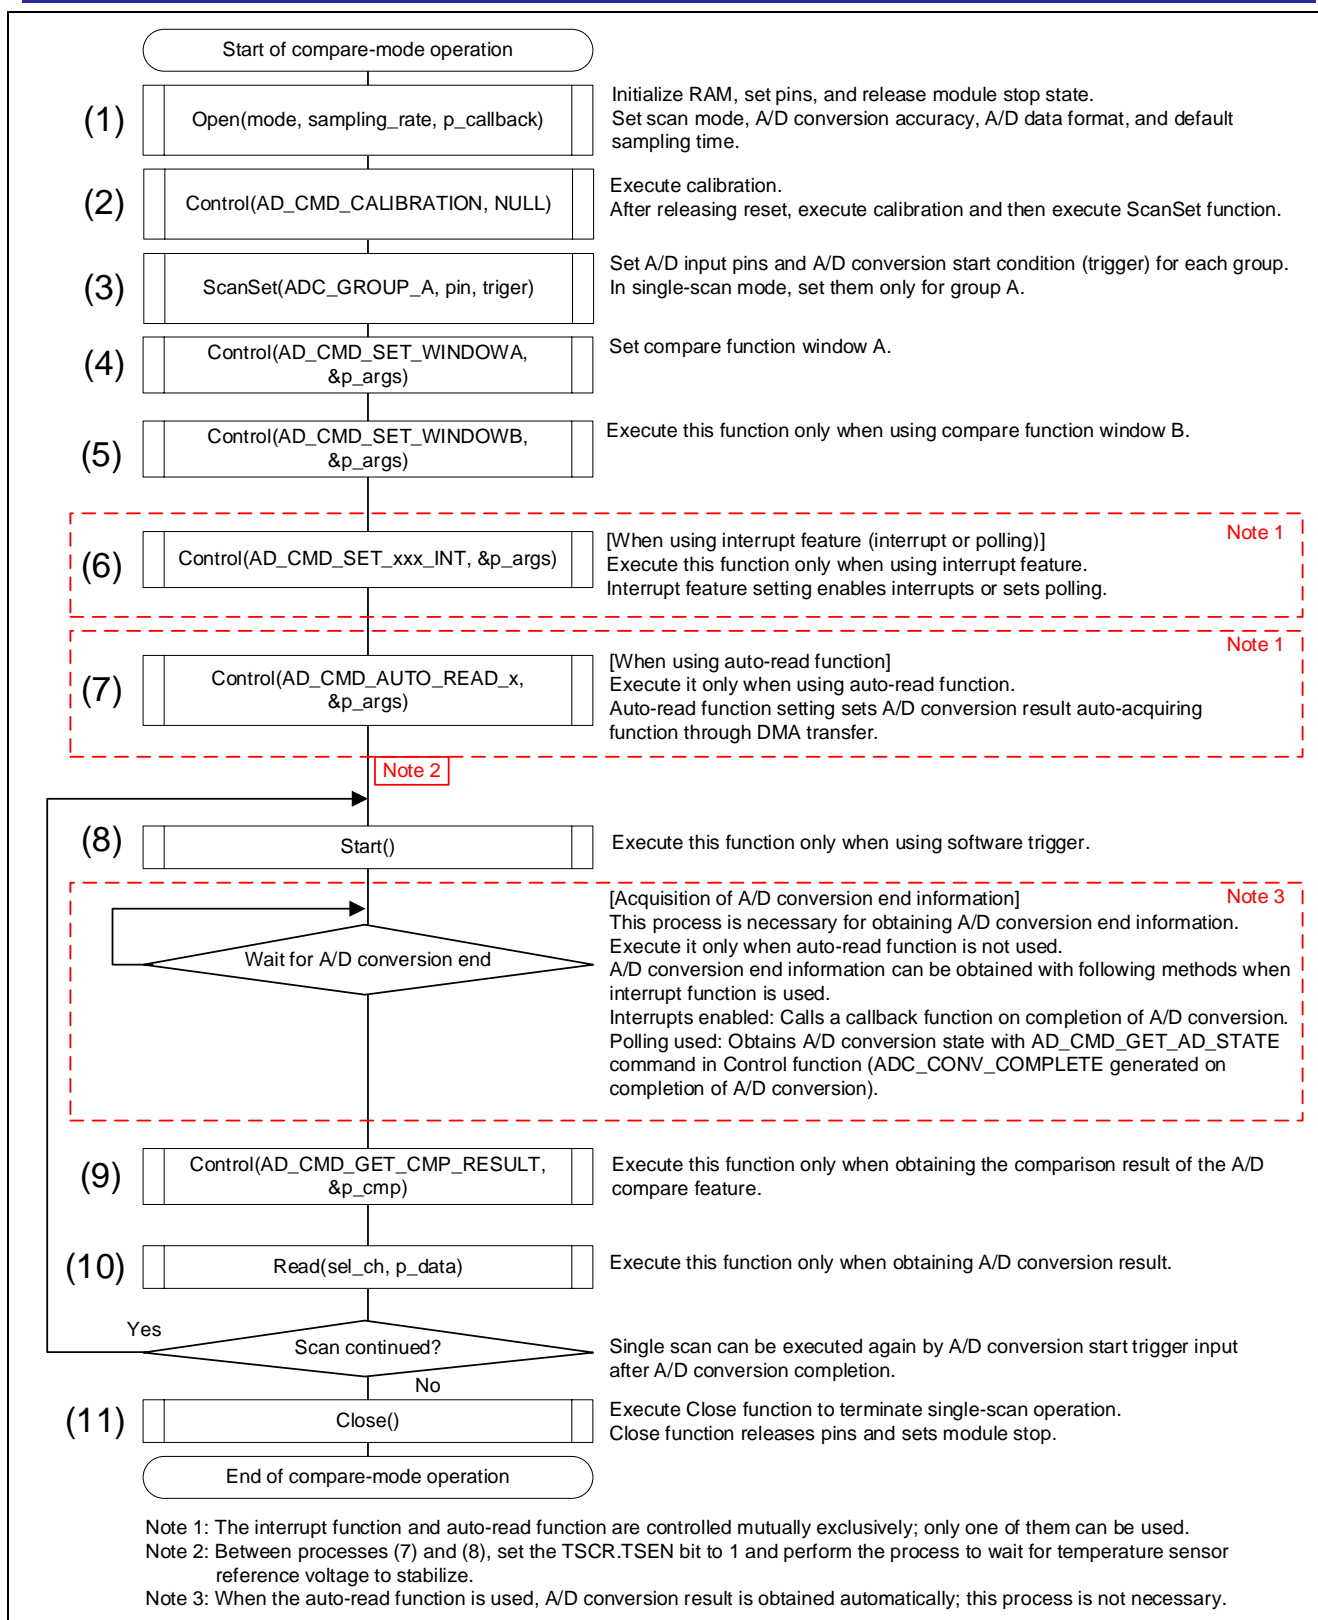 Start of compare-mode operation
(1)
Open(mode, sampling_rate, p_callback)
Initialize RAM, set pins, and release module stop state.
Set scan mode, A/D conversion accuracy, A/D data format, and default
sampling time.
(2)
Control(AD_CMD_CALIBRATION, NULL)
Execute calibration.
After releasing reset, execute calibration and then execute ScanSet function.
(3)
ScanSet(ADC_GROUP_A, pin, triger)
Set A/D input pins and A/D conversion start condition (trigger) for each group.
In single-scan mode, set them only for group A.
(4)
Control(AD_CMD_SET_WINDOWA,
&p_args)
Set compare function window A.
(5)
Control(AD_CMD_SET_WINDOWB,
&p_args)
Execute this function only when using compare function window B.
Note 1
(6)
Control(AD_CMD_SET_xxx_INT, &p_args)
[When using interrupt feature (interrupt or polling)]
Execute this function only when using interrupt feature.
Interrupt feature setting enables interrupts or sets polling.
Note 1
(7)
Control(AD_CMD_AUTO_READ_x,
&p_args)
[When using auto-read function]
Execute it only when using auto-read function.
Auto-read function setting sets A/D conversion result auto-acquiring
function through DMA transfer.
Note 2
(8)
Start()
Execute this function only when using software trigger.
Note 3
Wait for A/D conversion end
[Acquisition of A/D conversion end information]
This process is necessary for obtaining A/D conversion end information.
Execute it only when auto-read function is not used.
A/D conversion end information can be obtained with following methods when
interrupt function is used.
Interrupts enabled: Calls a callback function on completion of A/D conversion.
Polling used: Obtains A/D conversion state with AD_CMD_GET_AD_STATE
command in Control function (ADC_CONV_COMPLETE generated on
completion of A/D conversion).
(9)
Control(AD_CMD_GET_CMP_RESULT,
&p_cmp)
Execute this function only when obtaining the comparison result of the A/D
compare feature.
(10)
Read(sel_ch, p_data)
Execute this function only when obtaining A/D conversion result.
Yes
Scan continued?
Single scan can be executed again by A/D conversion start trigger input
after A/D conversion completion.
No
(11)
Close()
Execute Close function to terminate single-scan operation.
Close function releases pins and sets module stop.
End of compare-mode operation
Note 1: The interrupt function and auto-read function are controlled mutually exclusively; only one of them can be used.
Note 2: Between processes (7) and (8), set the TSCR.TSEN bit to 1 and perform the process to wait for temperature sensor
reference voltage to stabilize.
Note 3: When the auto-read function is used, A/D conversion result is obtained automatically; this process is not necessary.